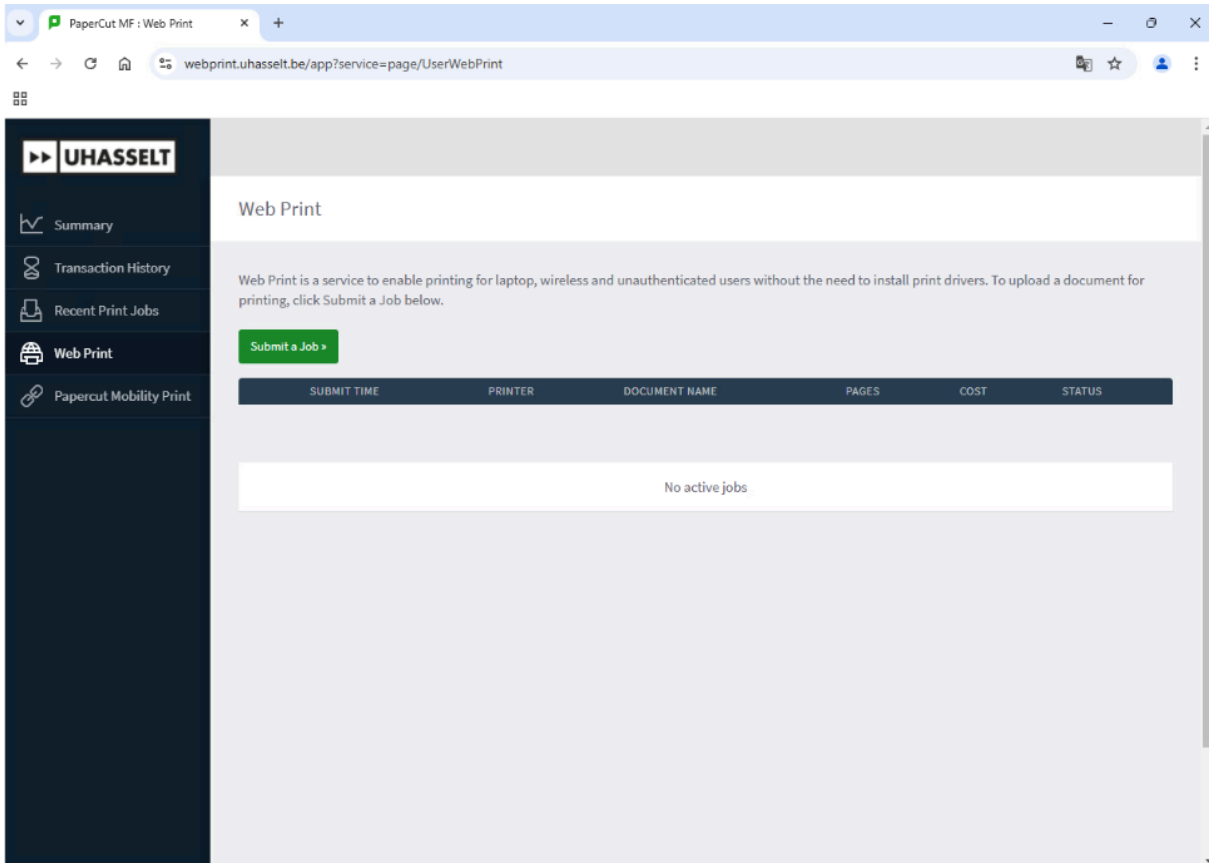 PaperCut MF : Web Print
webprint.uhasselt.be/app?service=page/UserWebPrint
UHASSELT
Summary
Transaction History
Recent Print Jobs
Web Print
Papercut Mobility Print
Web Print
Web Print is a service to enable printing for laptop, wireless and unauthenticated users without the need to install print drivers. To upload a document for
printing, click Submit a Job below.
Submit a Job »
SUBMIT TIME PRINTER DOCUMENT NAME PAGES COST STATUS
No active jobs